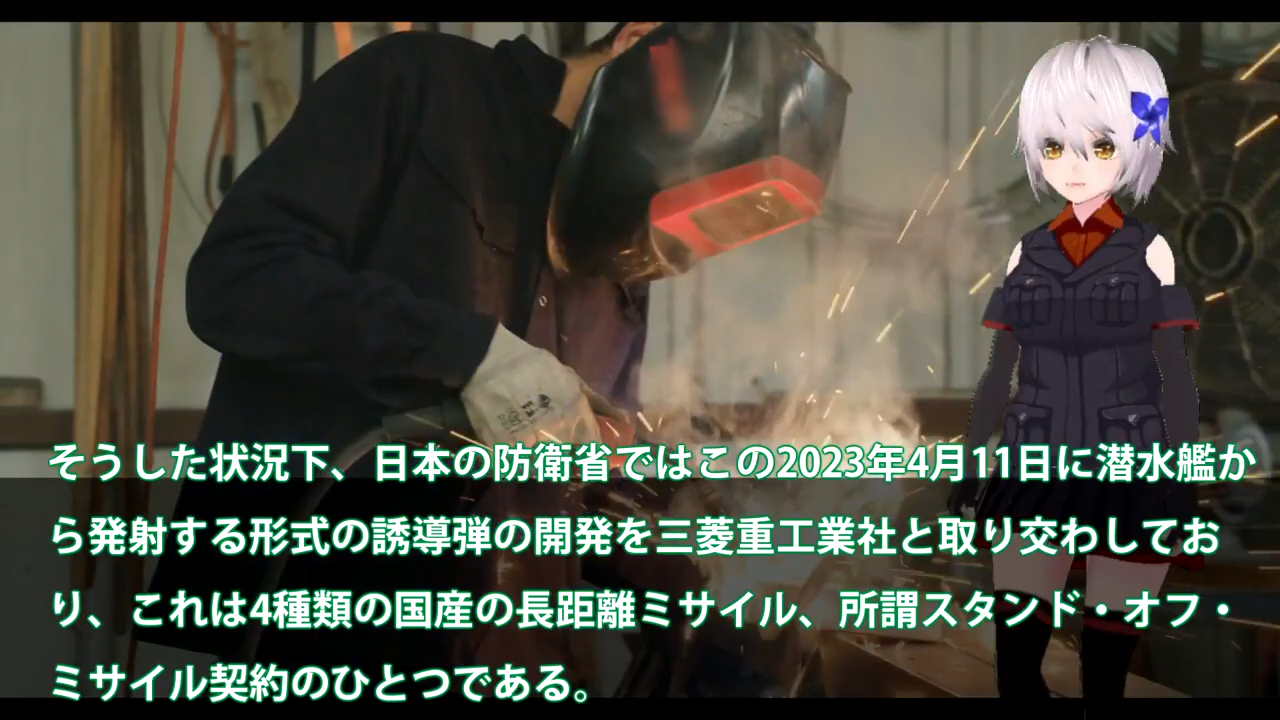 そうした状況下、日本の防衛省ではこの2023年4月11日に潜水艦か
ら発射する形式の誘導弾の開発を三菱重工業社と取り交わしてお
り、これは4種類の国産の長距離ミサイル、所謂スタンド・オフ・
ミサイル契約のひとつである。